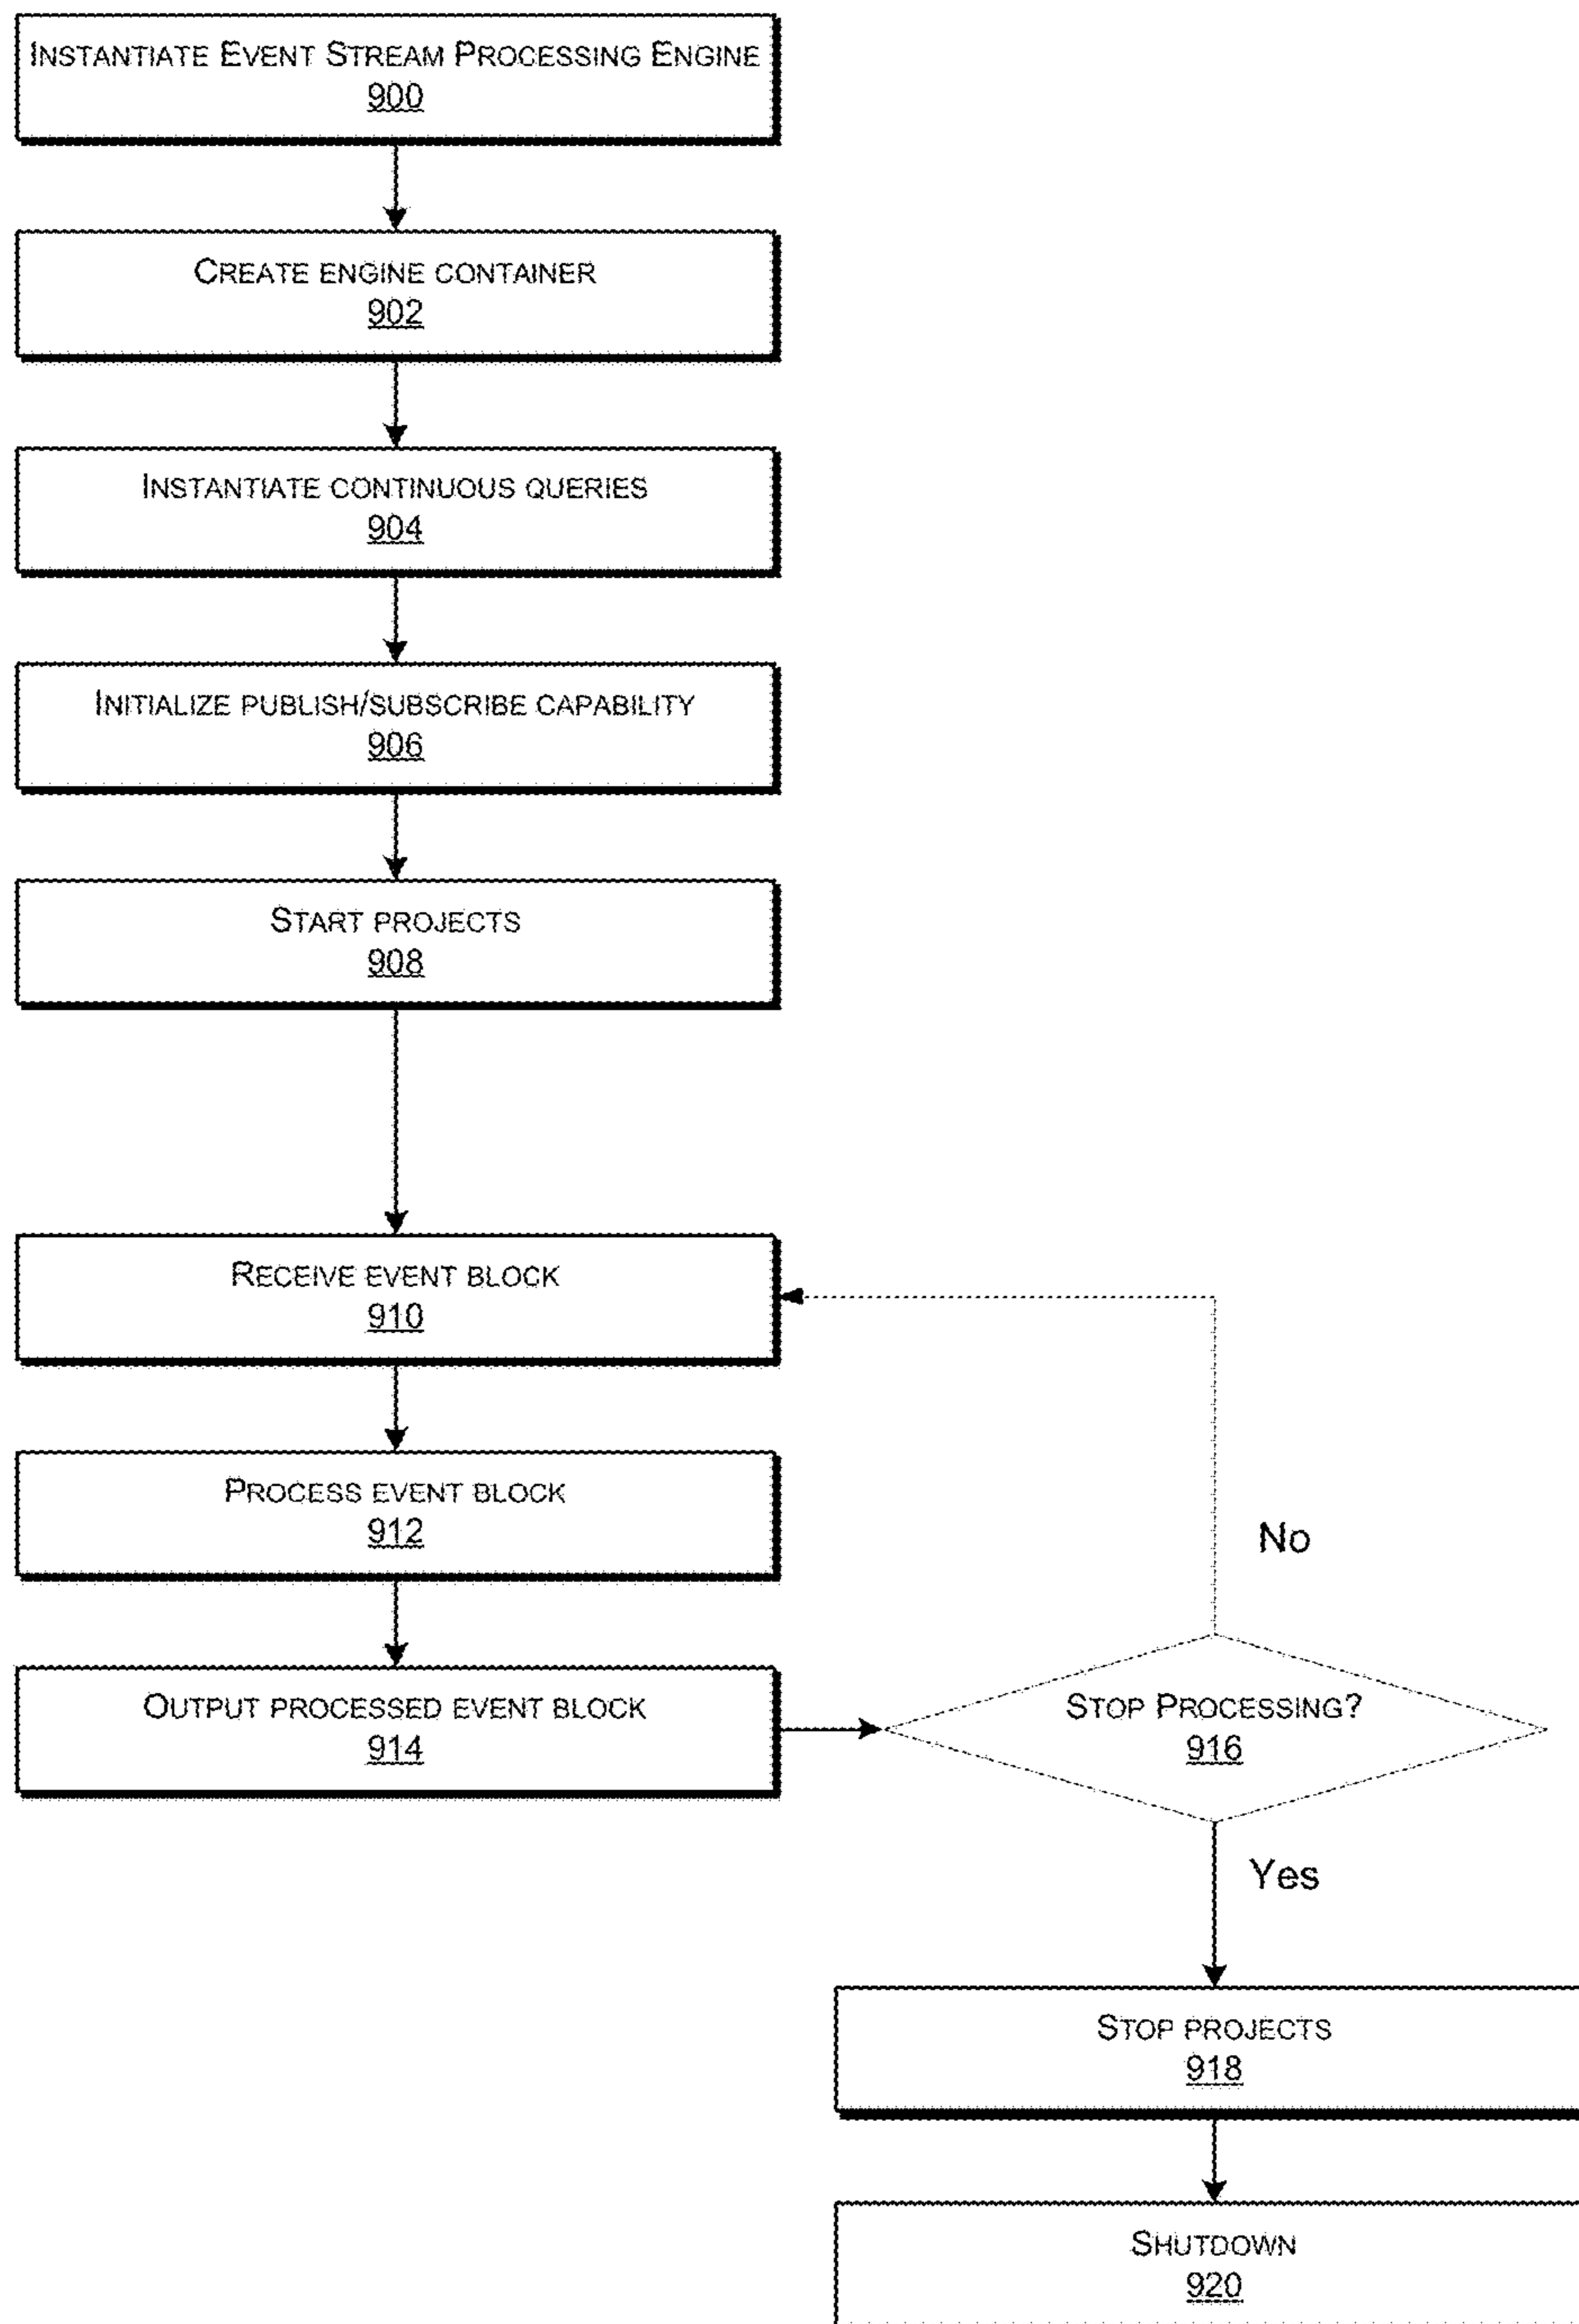 INSTANTIATE EVENT STREAM PROCESSING ENGINE
900
CREATE ENGINE CONTAINER
902
INSTANTIATE CONTINUOUS QUERIES
904
INITIALIZE PUBLISH/SUBSCRIBE CAPABILITY
906
START PROJECTS
908
RECEIVE EVENT BLOCK
910
PROCESS EVENT BLOCK
912
No
OUTPUT PROCESSED EVENT BLOCK
914
STOP PROCESSING?
916
Yes
STOP PROJECTS
918
SHUTDOWN
920